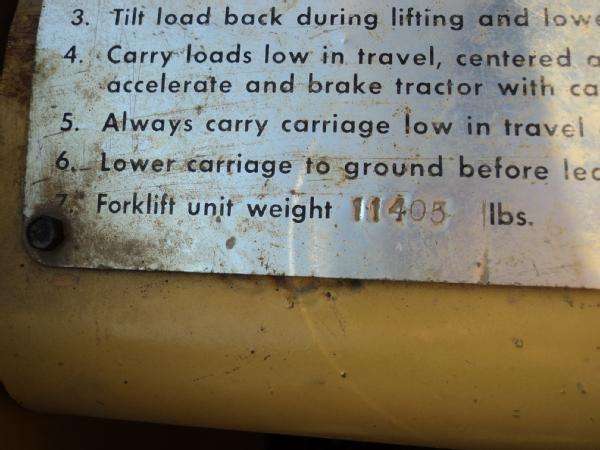 3. Tilt load back during lifting and lowe
4. Carry loads low in travel, centered a
accelerate and brake tractor with ca
5. Always carry carriage low in travel
6. Lower carriage to ground before lea
7. Forklift unit weight 11405 lbs.